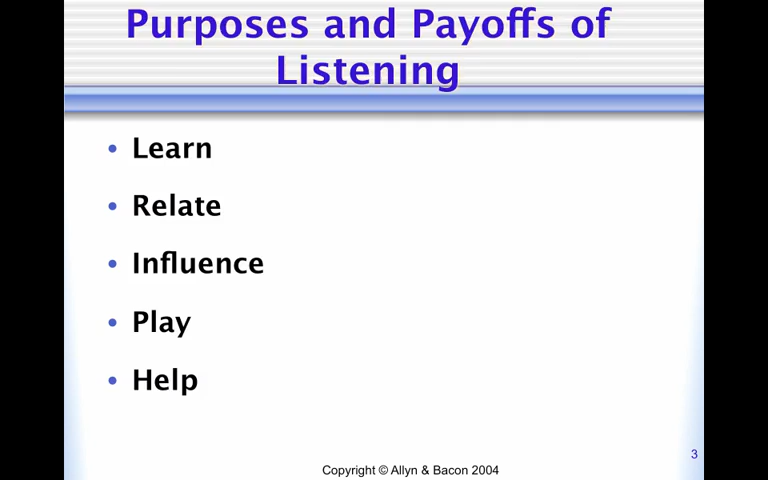 Purposes and Payoffs of
Listening
• Learn
• Relate
• Influence
• Play
• Help
3
Copyright © Allyn & Bacon 2004